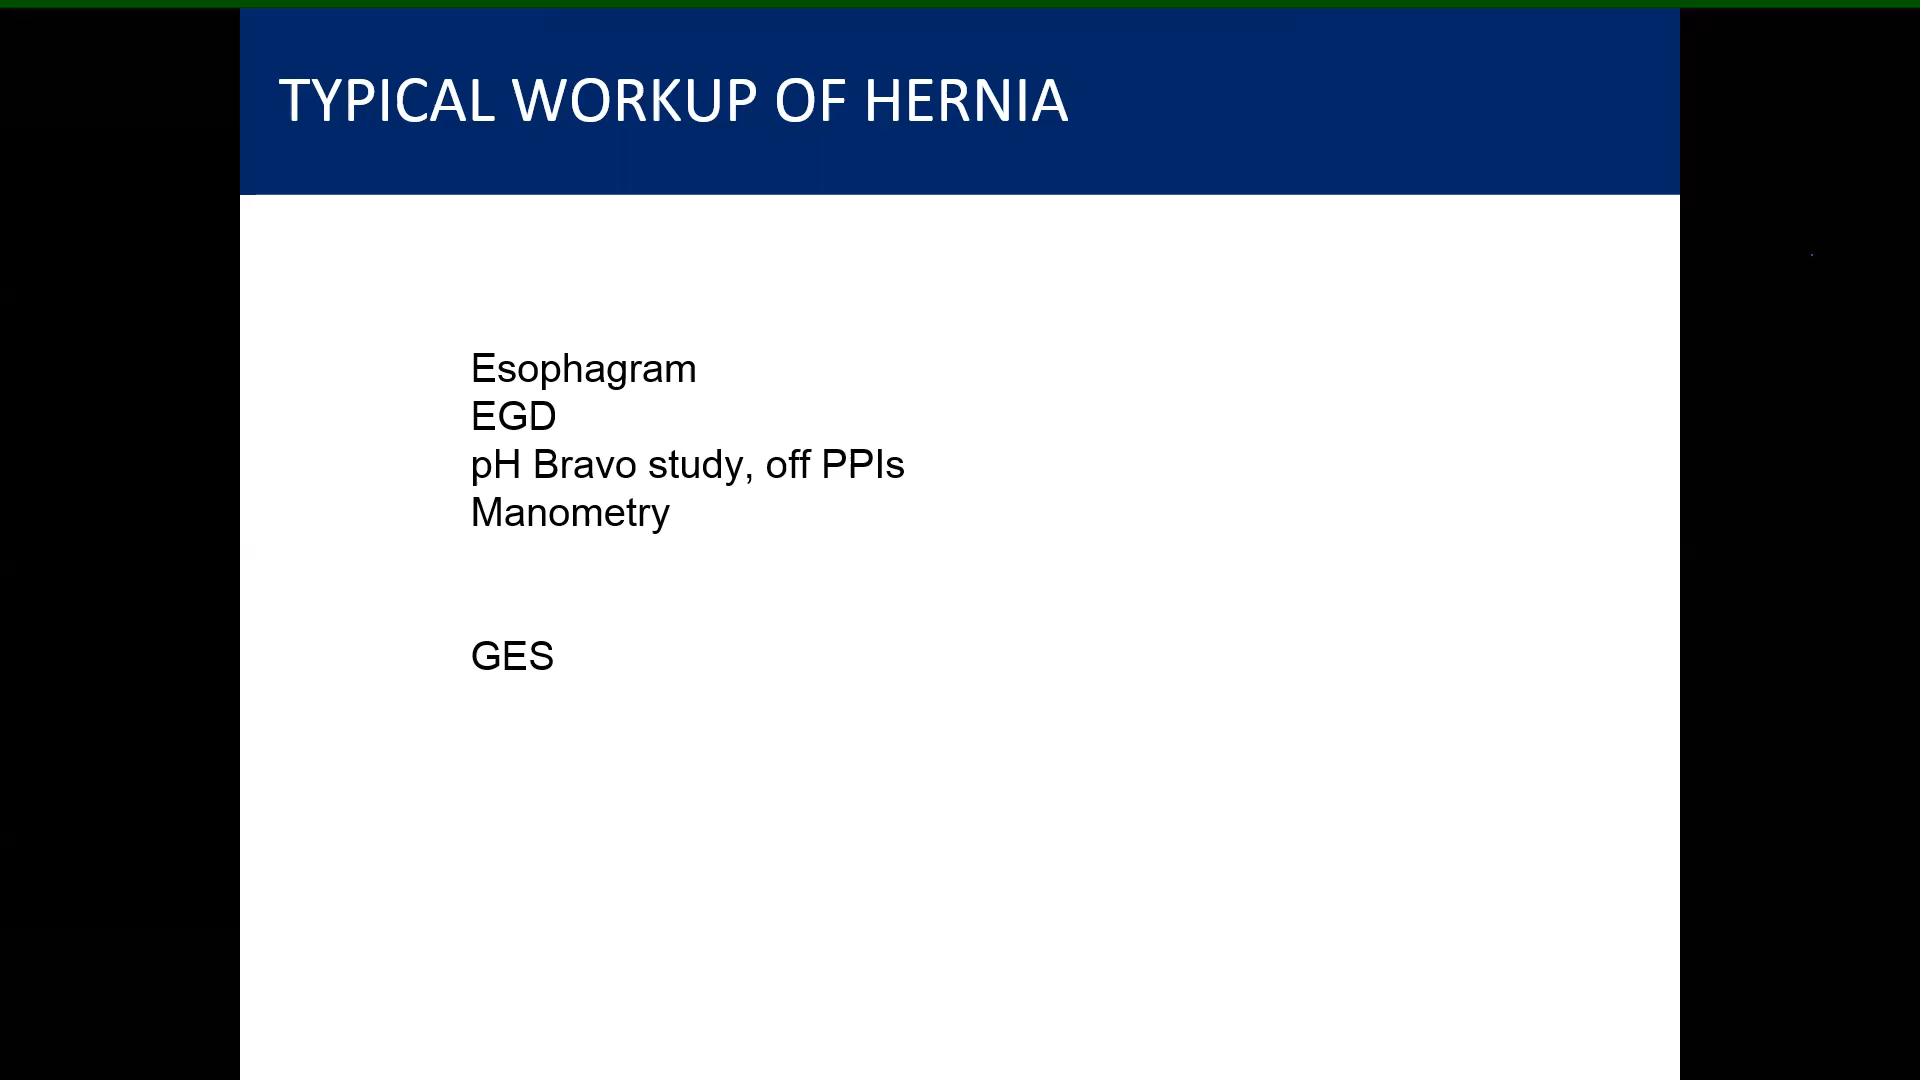 TYPICAL WORKUP OF HERNIA
Esophagram
EGD
pH Bravo study, off PPIs
Manometry
GES